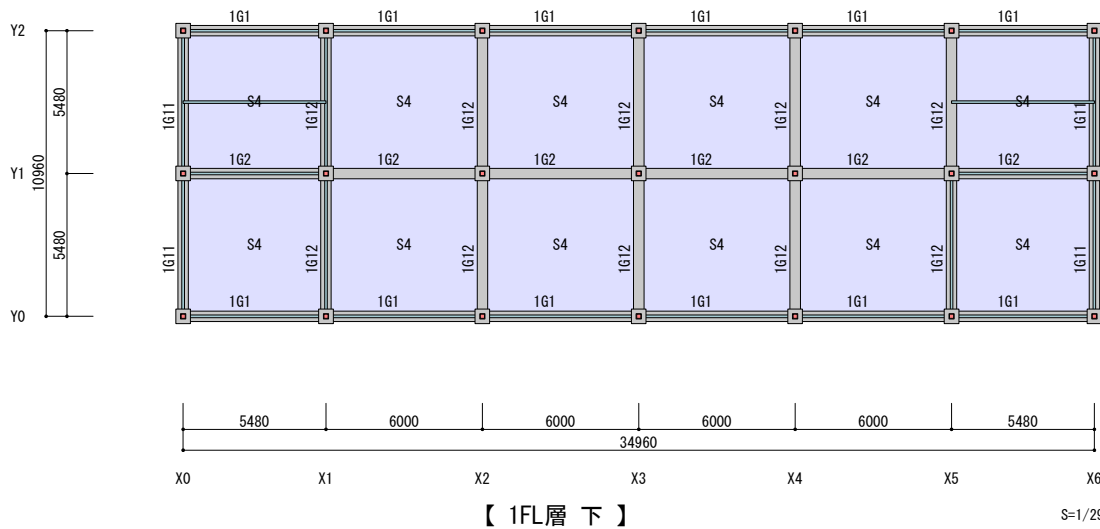 1G1 1G1 1G1 1G1 1G1 1G1
Y2
5480
1G11 S4 1G12 S4 1G12 S4 1G12 S4 1G12 S4 1G12 S4 1G11
10960
Y1 1G2 1G2 1G2 1G2 1G2 1G2
5480
1G11 S4 1G12 S4 1G12 S4 1G12 S4 1G12 S4 1G12 S4 1G11
1G1 1G1 1G1 1G1 1G1 1G1
Y0
5480 6000 6000 6000 6000 5480
34960
X0 X1 X2 X3 X4 X5 X6
【 1FL層 下 】
S=1/29